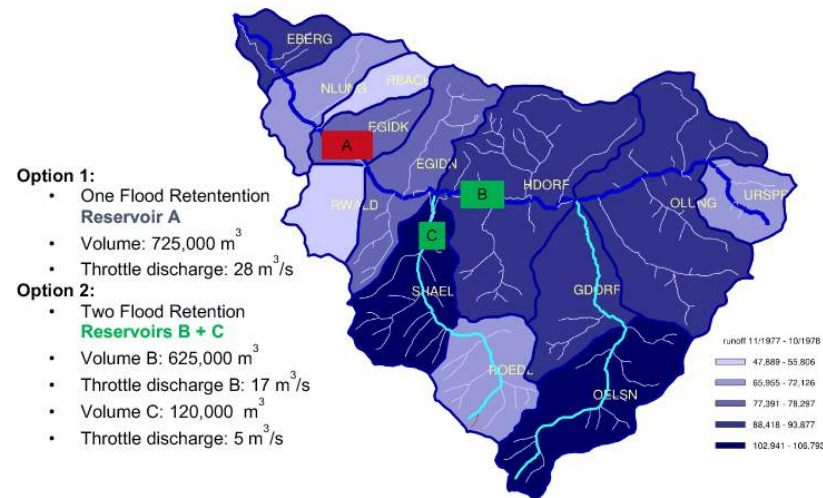 Option 1:
• One Flood Retentention
Reservoir A
• Volume: 725,000 m³
• Throttle discharge: 28 m³/s
Option 2:
• Two Flood Retention
Reservoirs B + C
• Volume B: 625,000 m³
• Throttle discharge B: 17 m³/s
• Volume C: 120,000 m³
• Throttle discharge: 5 m³/s
EBERG
NLUNG
RBACH
EGIDK
A
EGIDN
RWALD
B
HDORF
OLUNG
URSPR
C
SHAEL
GDORF
ROEDL
OELSN
runoff 11/1977 - 10/1978
47,889 - 55,806
65,955 - 72,126
77,391 - 78,297
88,418 - 93,877
102,941 - 106,793